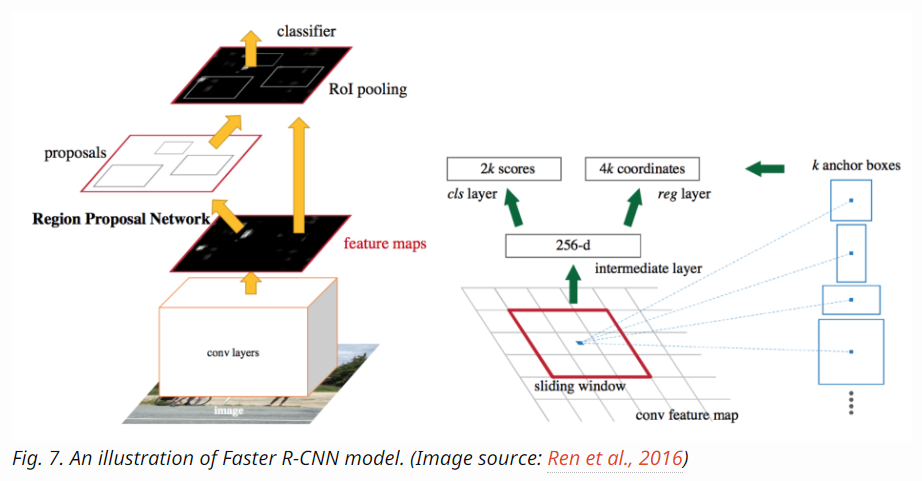 classifier
RoI pooling
proposals
Region Proposal Network
feature maps
conv layers
image
2k scores
4k coordinates
k anchor boxes
cls layer
reg layer
256-d
intermediate layer
sliding window
conv feature map
Fig. 7. An illustration of Faster R-CNN model. (Image source: Ren et al., 2016)